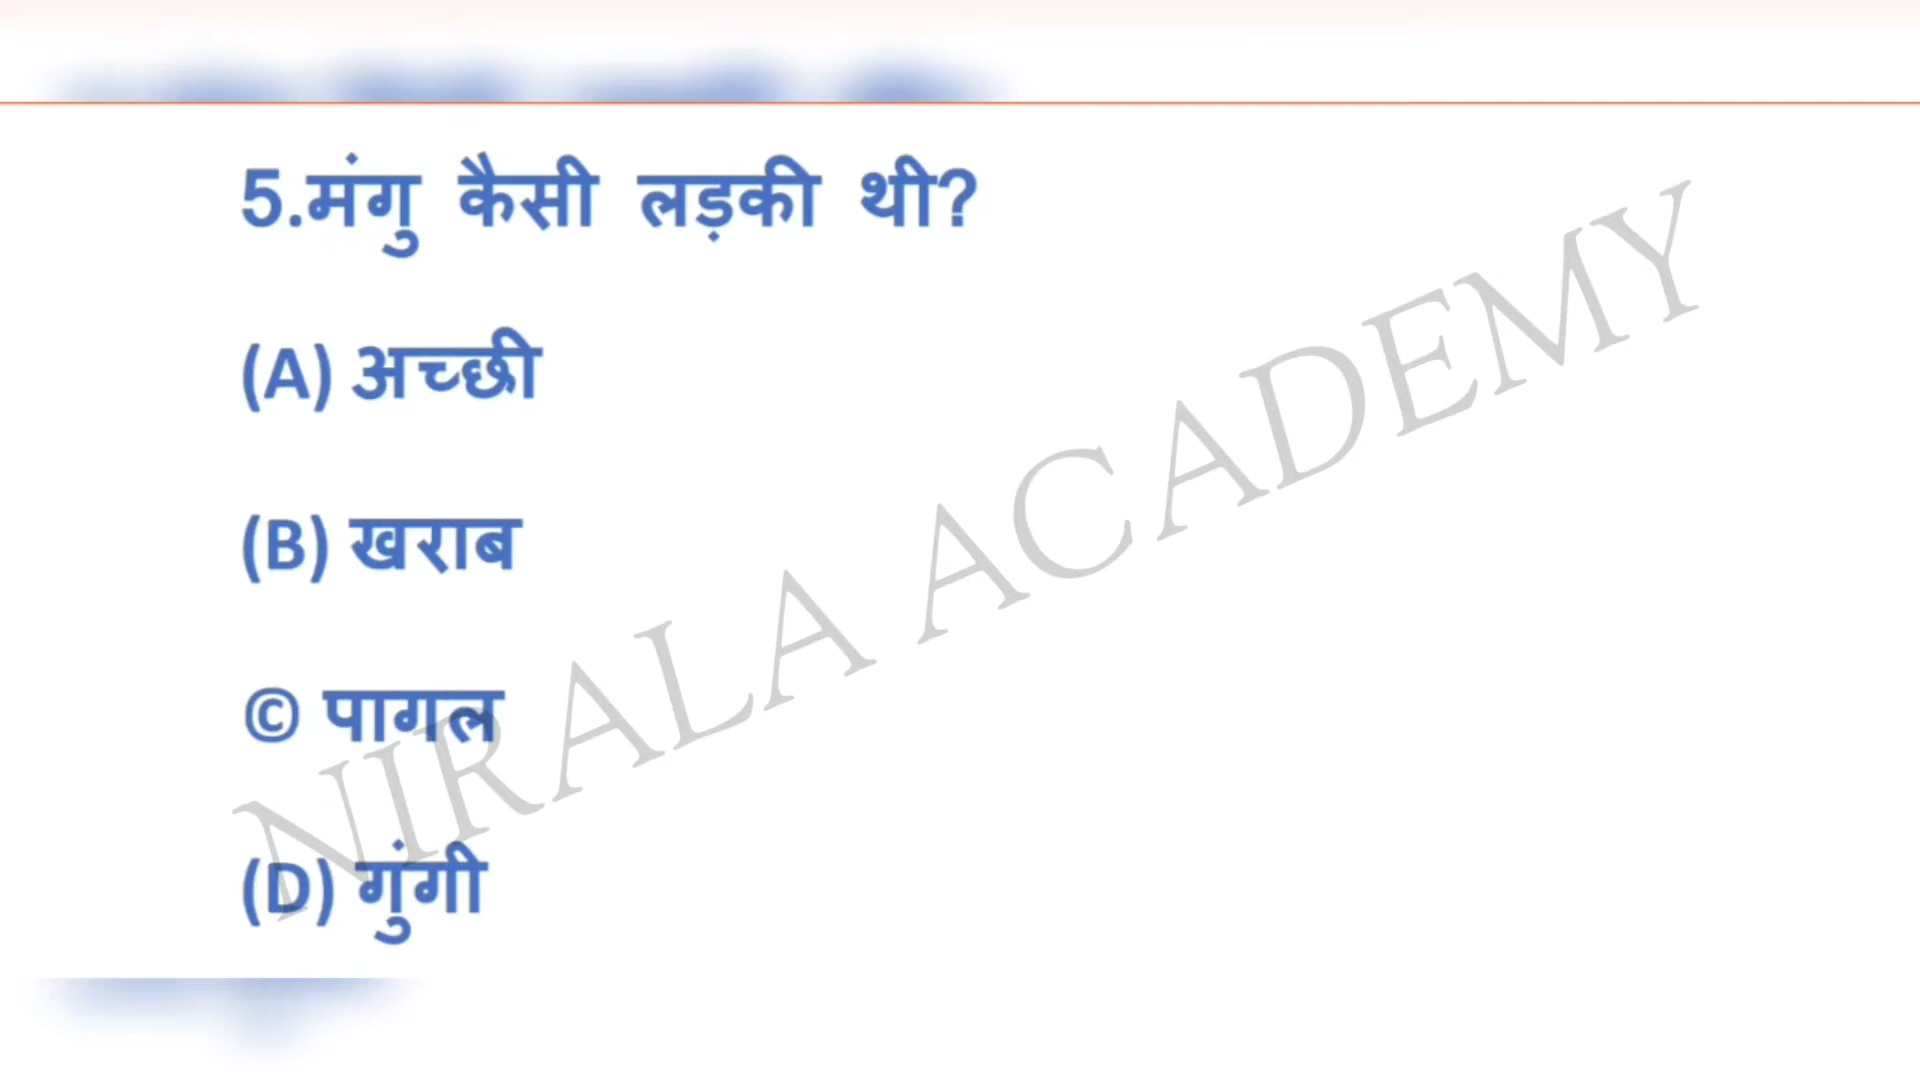 5.मंगु कैसी लड़की थी?
(A) अच्छी
(B) खराब
© पागल
(D) गुंगी
NIRALA ACADEMY